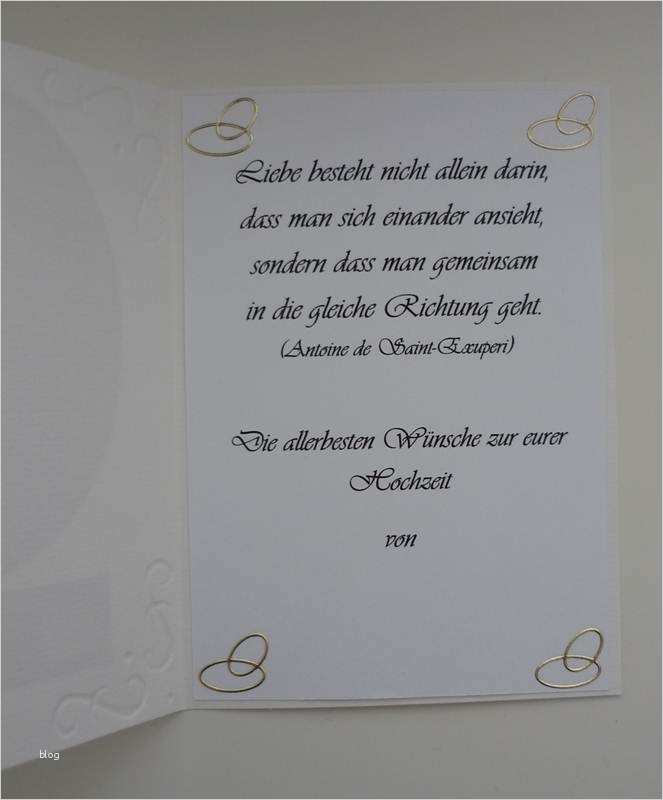 Liebe besteht nicht allein darin,
dass man sich einander ansieht,
sondern dass man gemeinsam
in die gleiche Richtung geht.
(Antoine de Saint-Exuperi)
Die allerbesten Wünsche zur eurer
Hochzeit
von
blog